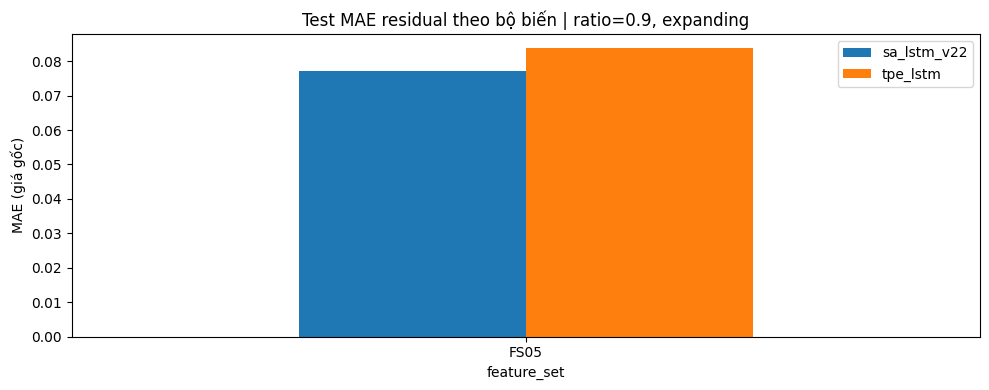 Test MAE residual theo bộ biến | ratio=0.9, expanding
sa_lstm_v22
tpe_lstm
MAE (giá gốc)
0.08
0.07
0.06
0.05
0.04
0.03
0.02
0.01
0.00
FS05
feature_set